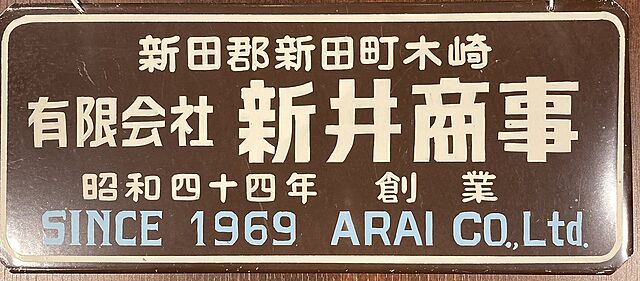 新田郡新田町木崎
有限会社 新井商事
昭和四十四年 創業
SINCE 1969 ARAI CO.,Ltd.